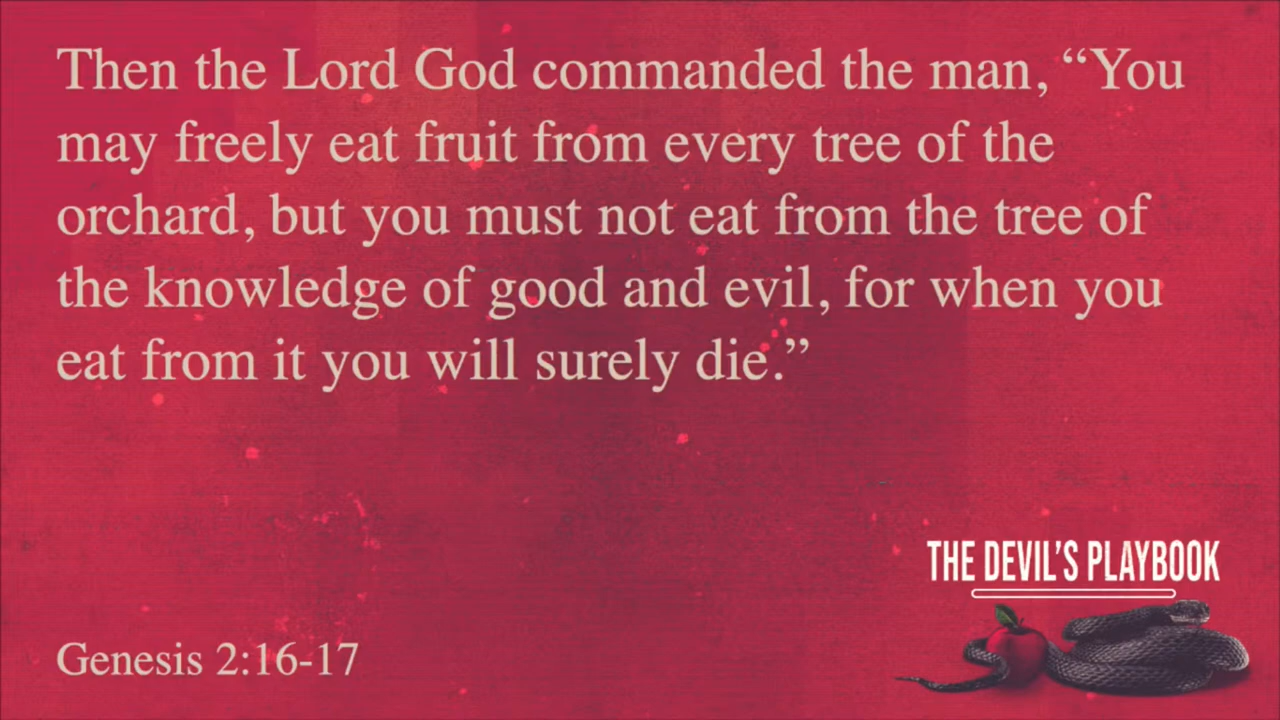 Then the Lord God commanded the man, “You
may freely eat fruit from every tree of the
orchard, but you must not eat from the tree of
the knowledge of good and evil, for when you
eat from it you will surely die.”
THE DEVIL’S PLAYBOOK
Genesis 2:16-17